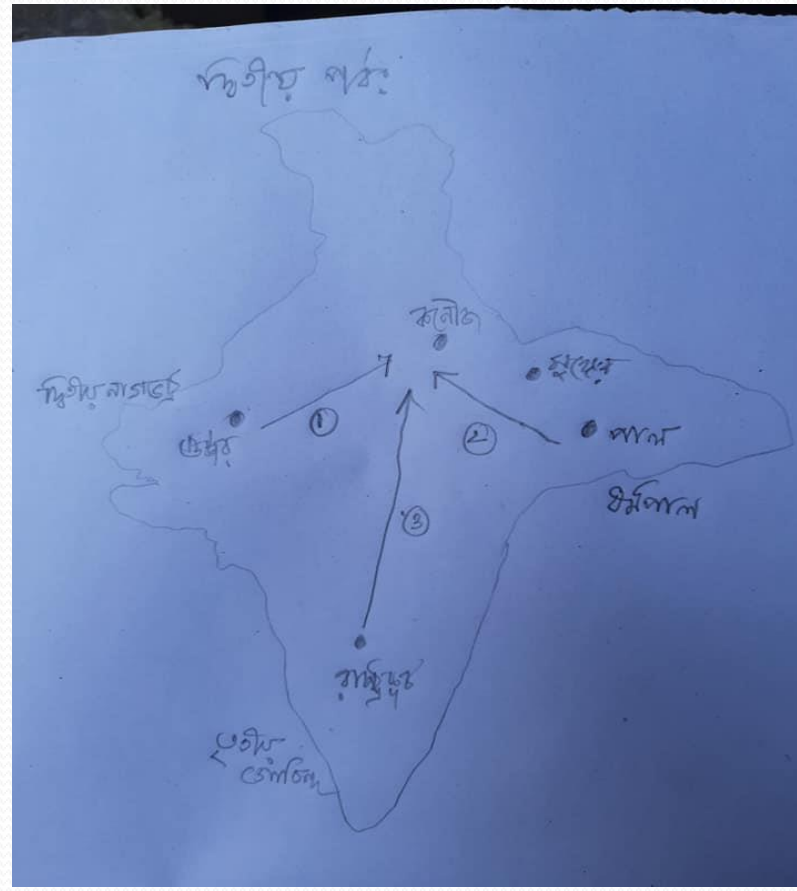 দ্বিতীয় পর্ব:
কনৌজ
মুঙ্গের
দ্বিতীয় নাগভট্ট
গুর্জর
১
২
পাল
ধর্মপাল
৩
রাষ্ট্রকূট
তৃতীয়
গোবিন্দ